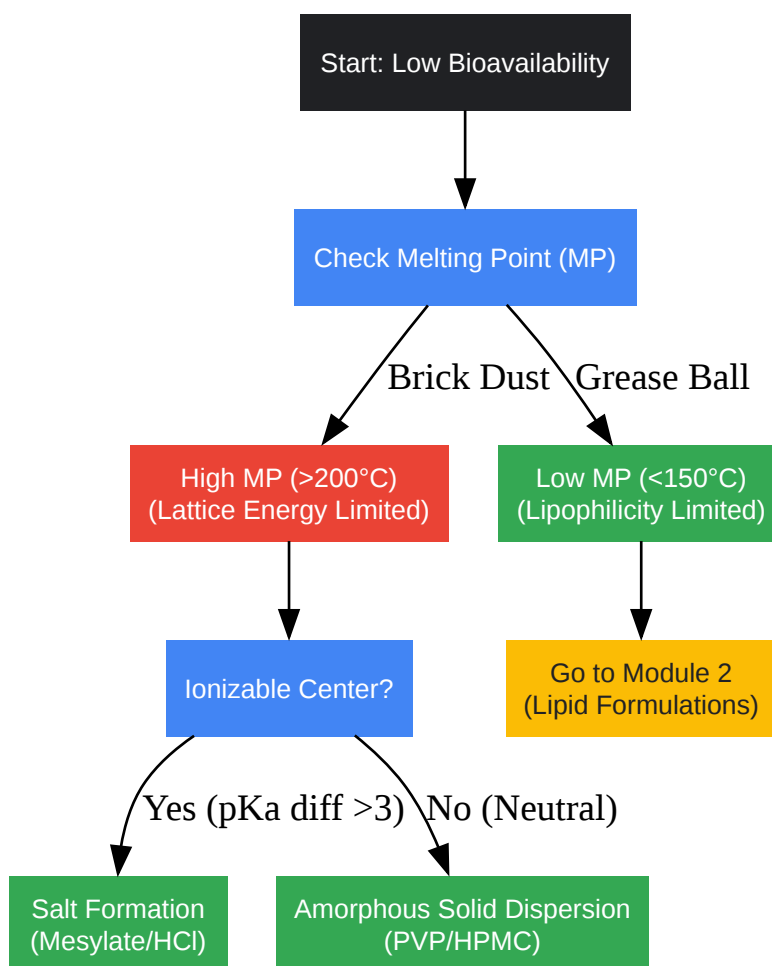 Start: Low Bioavailability
Check Melting Point (MP)
Brick Dust
Grease Ball
High MP (>200°C)
(Lattice Energy Limited)
Low MP (<150°C)
(Lipophilicity Limited)
Ionizable Center?
Go to Module 2
(Lipid Formulations)
Yes (pKa diff >3)
No (Neutral)
Salt Formation
(Mesylate/HCl)
Amorphous Solid Dispersion
(PVP/HPMC)